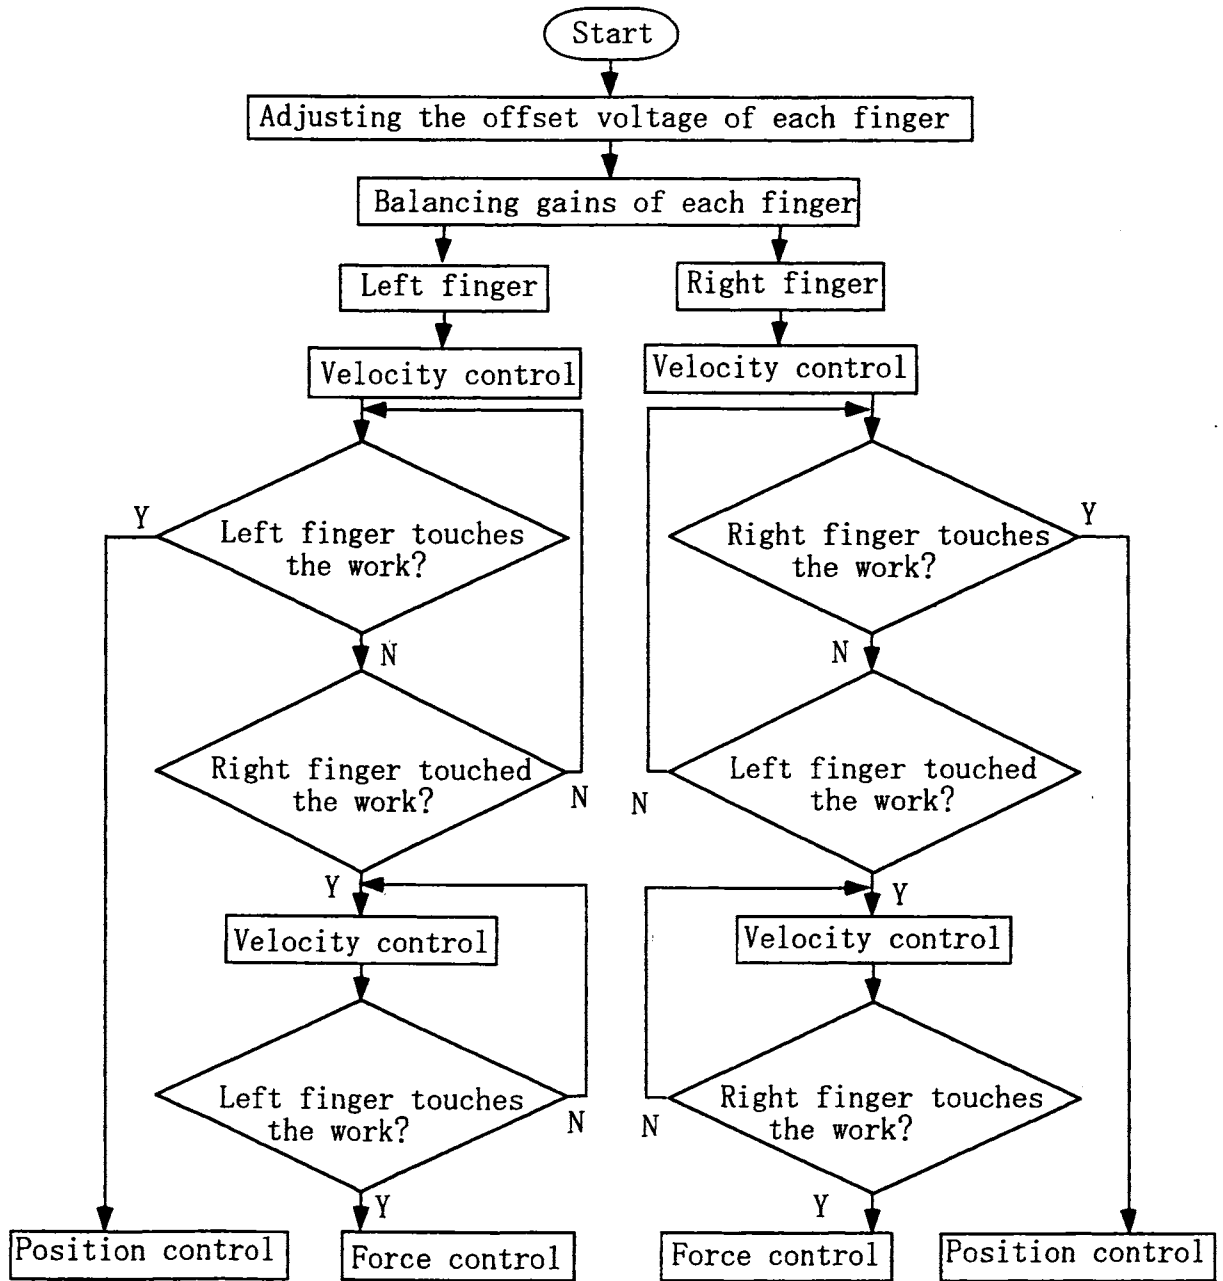 Start
Adjusting the offset voltage of each finger
Balancing gains of each finger
Left finger
Right finger
Velocity control
Velocity control
Y
Left finger touches
the work?
Right finger touches
the work?
Y
N
N
Right finger touched
the work?
N
N
Left finger touched
the work?
Y
Y
Velocity control
Velocity control
Left finger touches
the work?
N
N
Right finger touches
the work?
Y
Y
Position control
Force control
Force control
Position control